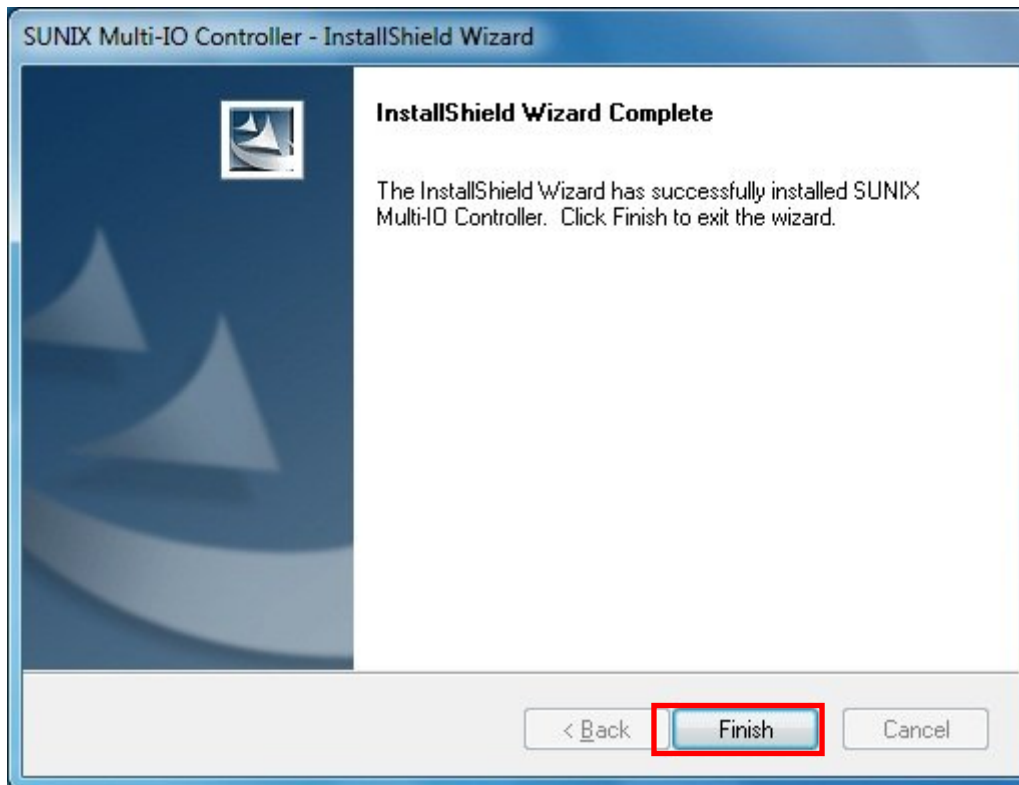 SUNIX Multi-IO Controller - InstallShield Wizard
InstallShield Wizard Complete
The InstallShield Wizard has successfully installed SUNIX
Multi-IO Controller.  Click Finish to exit the wizard.
< Back
Finish
Cancel